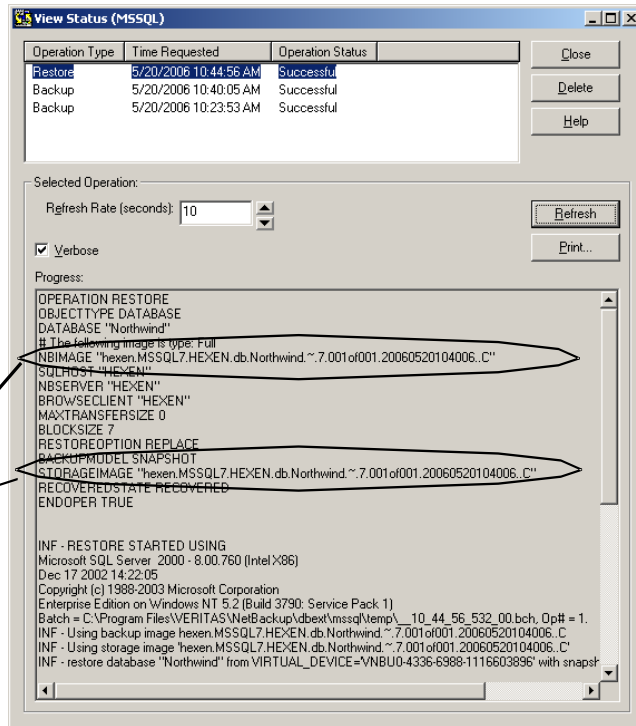 View Status (MSSQL)
Operation Type Time Requested Operation Status
Restore 5/20/2006 10:44:56 AM Successful
Backup 5/20/2006 10:40:05 AM Successful
Backup 5/20/2006 10:23:53 AM Successful
Close
Delete
Help
Selected Operation:
Refresh Rate (seconds): 10
Refresh
Verbose
Print...
Progress:
OPERATION RESTORE
OBJECTTYPE DATABASE
DATABASE "Northwind"
# The following image is type: Full
NBIMAGE "hexen.MSSQL7.HEXEN.db.Northwind.~.7.001of001.20060520104006..C"
SQLHOST "HEXEN"
NBSERVER "HEXEN"
BROWSECLIENT "HEXEN"
MAXTRANSFERSIZE 0
BLOCKSIZE 7
RESTOREOPTION REPLACE
BACKUPMODEL SNAPSHOT
STORAGEIMAGE "hexen.MSSQL7.HEXEN.db.Northwind.~.7.001of001.20060520104006..C"
RECOVEREDSTATE RECOVERED
ENDOPER TRUE
INF - RESTORE STARTED USING
Microsoft SQL Server 2000 - 8.00.760 (Intel X86)
Dec 17 2002 14:22:05
Copyright (c) 1988-2003 Microsoft Corporation
Enterprise Edition on Windows NT 5.2 (Build 3790: Service Pack 1)
Batch = C:\Program Files\VERITAS\NetBackup\dbext\mssql\temp\__10_44_56_532_00.bch, Op# = 1.
INF - Using backup image hexen.MSSQL7.HEXEN.db.Northwind.~.7.001of001.20060520104006..C
INF - Using storage image 'hexen.MSSQL7.HEXEN.db.Northwind.~.7.001of001.20060520104006..C'
INF - restore database "Northwind" from VIRTUAL_DEVICE='VNBU0-4336-6988-1116603896' with snapsh